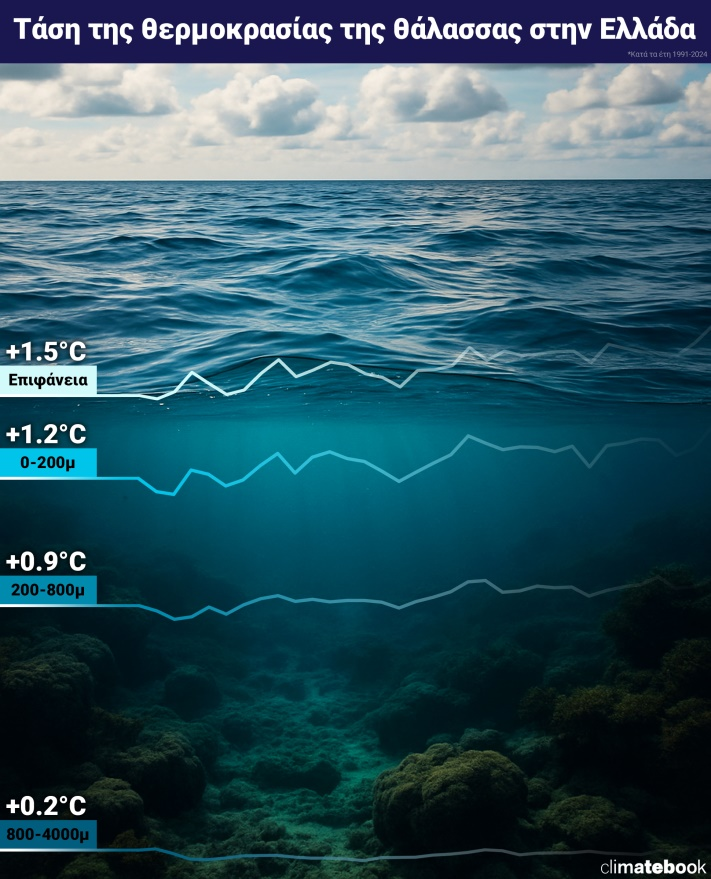 Τάση της θερμοκρασίας της θάλασσας στην Ελλάδα
*Κατά τα έτη 1991-2024
+1.5°C
Επιφάνεια
+1.2°C
0-200μ
+0.9°C
200-800μ
+0.2°C
800-4000μ
climatebook